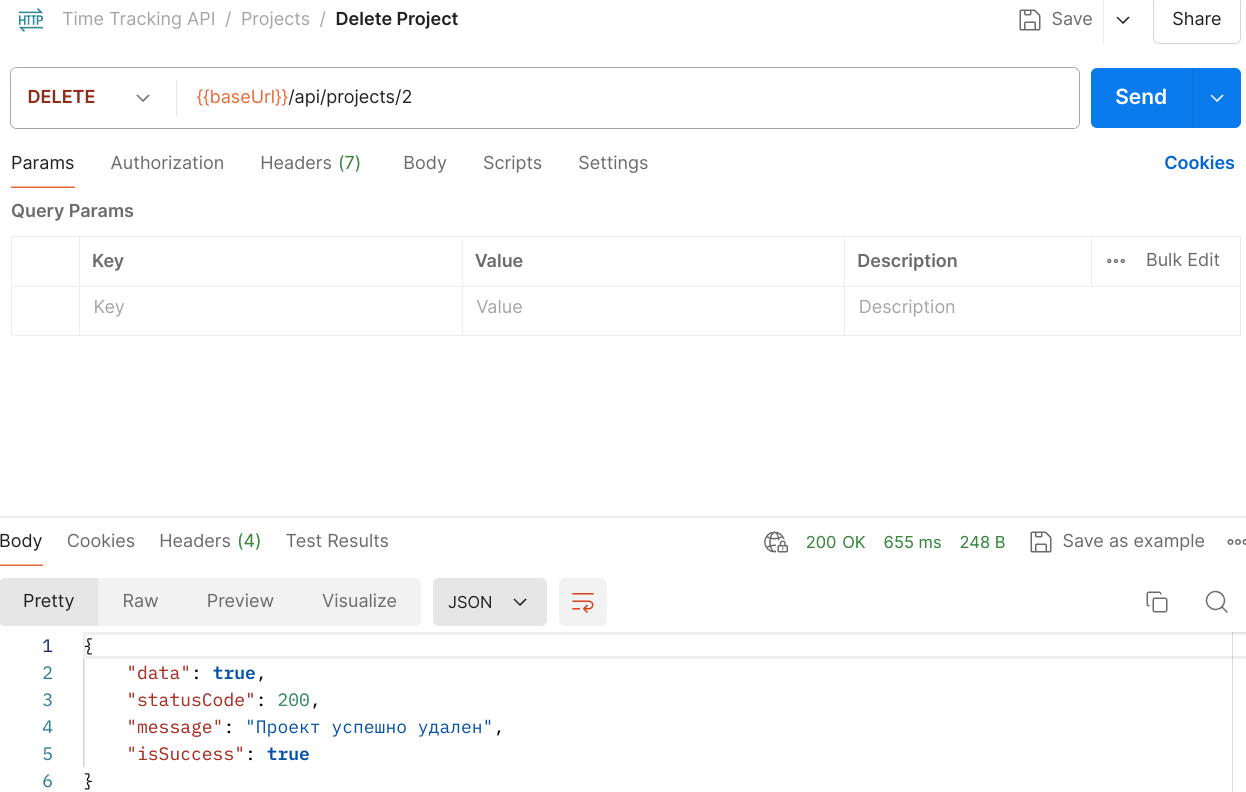 HTTP Time Tracking API / Projects / Delete Project Save Share
DELETE {{baseUrl}}/api/projects/2 Send
Params Authorization Headers (7) Body Scripts Settings Cookies
Query Params
Key Value Description Bulk Edit
Key Value Description
Body Cookies Headers (4) Test Results 200 OK 655 ms 248 B Save as example
Pretty Raw Preview Visualize JSON
1 {
2 "data": true,
3 "statusCode": 200,
4 "message": "Проект успешно удален",
5 "isSuccess": true
6 }